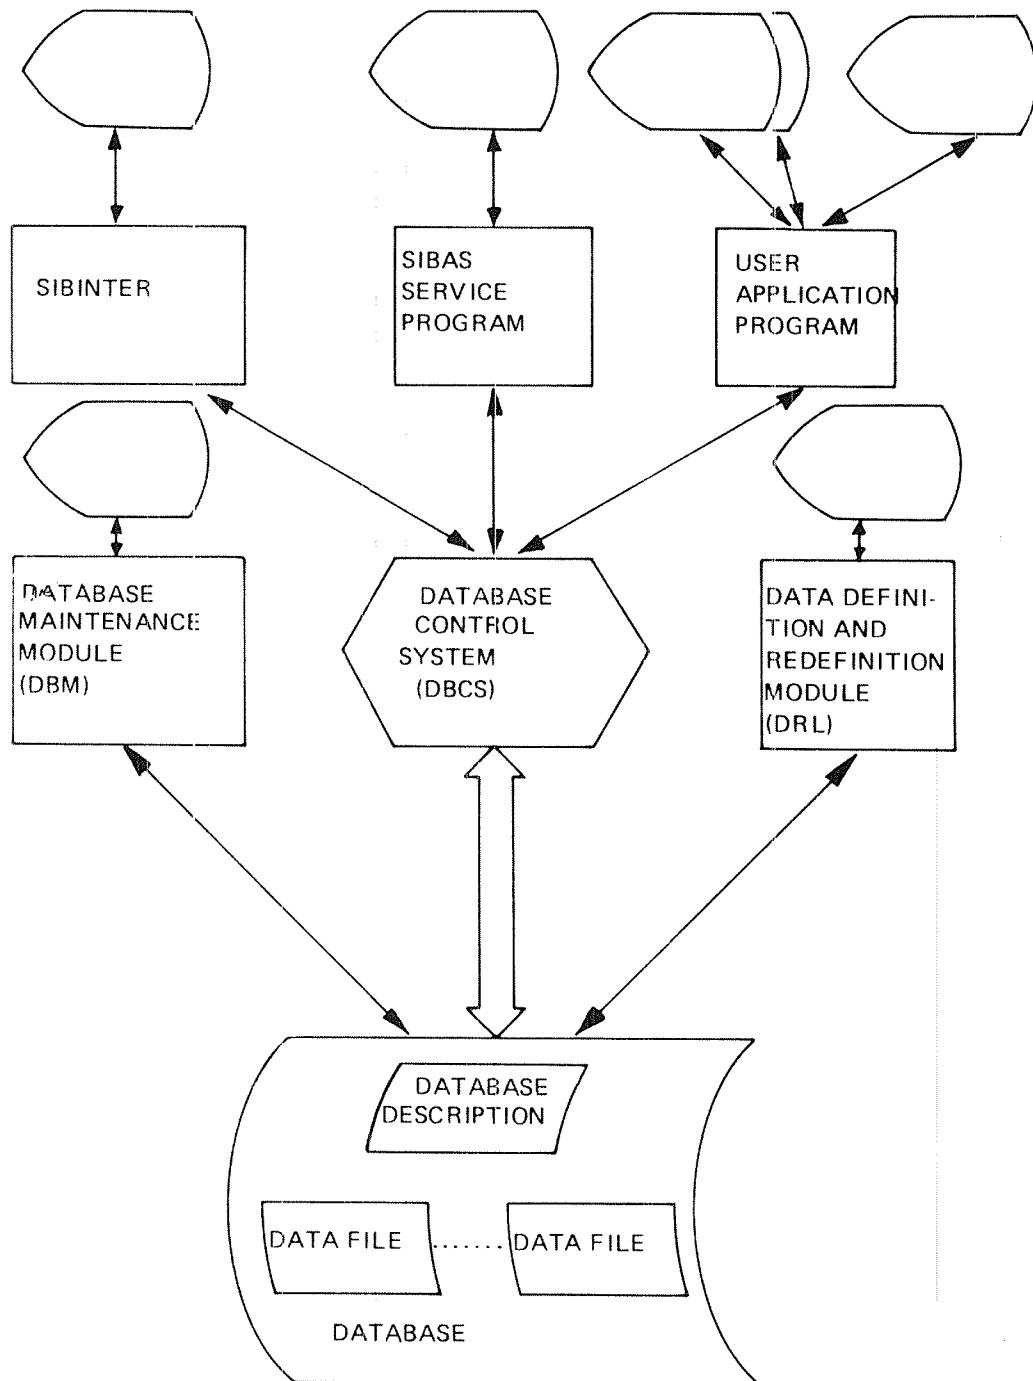 SIBINTER
SIBAS
SERVICE
PROGRAM
USER
APPLICATION
PROGRAM
DATABASE
MAINTENANCE
MODULE
(DBM)
DATABASE
CONTROL
SYSTEM
(DBCS)
DATA DEFINI-
TION AND
REDEFINITION
MODULE
(DRL)
DATABASE
DESCRIPTION
DATA FILE ....... DATA FILE
DATABASE